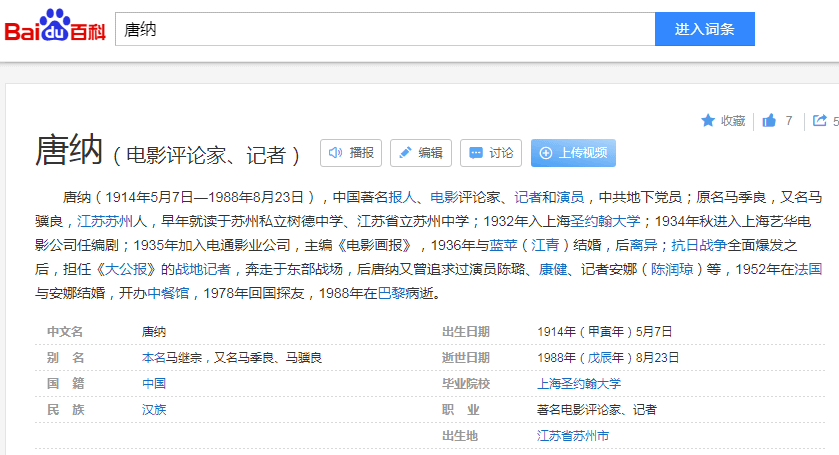 Bai du 百科 唐纳 进入词条
收藏 7 5
唐纳（电影评论家、记者） 播报 编辑 讨论 上传视频
唐纳（1914年5月7日—1988年8月23日），中国著名报人、电影评论家、记者和演员，中共地下党员；原名马季良，又名马
骥良，江苏苏州人，早年就读于苏州私立树德中学、江苏省立苏州中学；1932年入上海圣约翰大学；1934年秋进入上海艺华电
影公司任编剧；1935年加入电通影业公司，主编《电影画报》，1936年与蓝苹（江青）结婚，后离异；抗日战争全面爆发之
后，担任《大公报》的战地记者，奔走于东部战场，后唐纳又曾追求过演员陈璐、康健、记者安娜（陈润琼）等，1952年在法国
与安娜结婚，开办中餐馆，1978年回国探友，1988年在巴黎病逝。
中文名 唐纳 出生日期 1914年（甲寅年）5月7日
别 名 本名马继宗，又名马季良、马骥良 逝世日期 1988年（戊辰年）8月23日
国 籍 中国 毕业院校 上海圣约翰大学
民 族 汉族 职 业 著名电影评论家、记者
出生地 江苏省苏州市